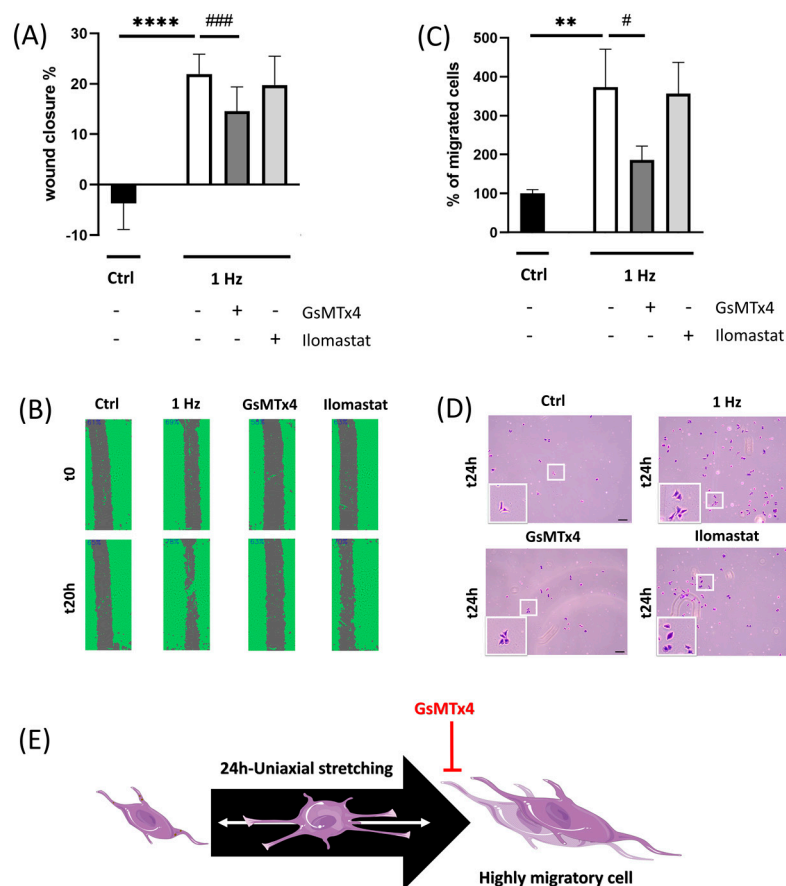 (A)
**** ###
wound closure %
30
20
10
0
-10
Ctrl 1 Hz
- - + - GsMTx4
- - - + Ilomastat
(C)
** #
% of migrated cells
500
400
300
200
100
0
Ctrl 1 Hz
- - + - GsMTx4
- - - + Ilomastat
(B)
Ctrl 1 Hz GsMTx4 Ilomastat
t0
t20h
(D)
Ctrl 1 Hz
t24h t24h
GsMTx4 Ilomastat
t24h t24h
(E)
GsMTx4
24h-Uniaxial stretching
Highly migratory cell